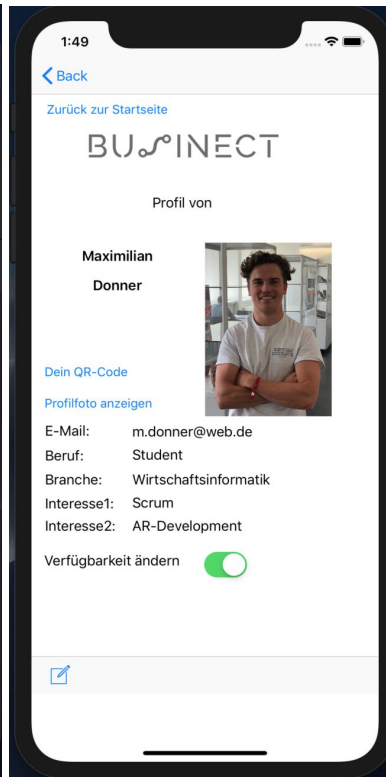 1:49
Back
Zurück zur Startseite
BUSINECT
Profil von
Maximilian
Donner
Dein QR-Code
Profilfoto anzeigen
E-Mail: m.donner@web.de
Beruf: Student
Branche: Wirtschaftsinformatik
Interesse1: Scrum
Interesse2: AR-Development
Verfügbarkeit ändern